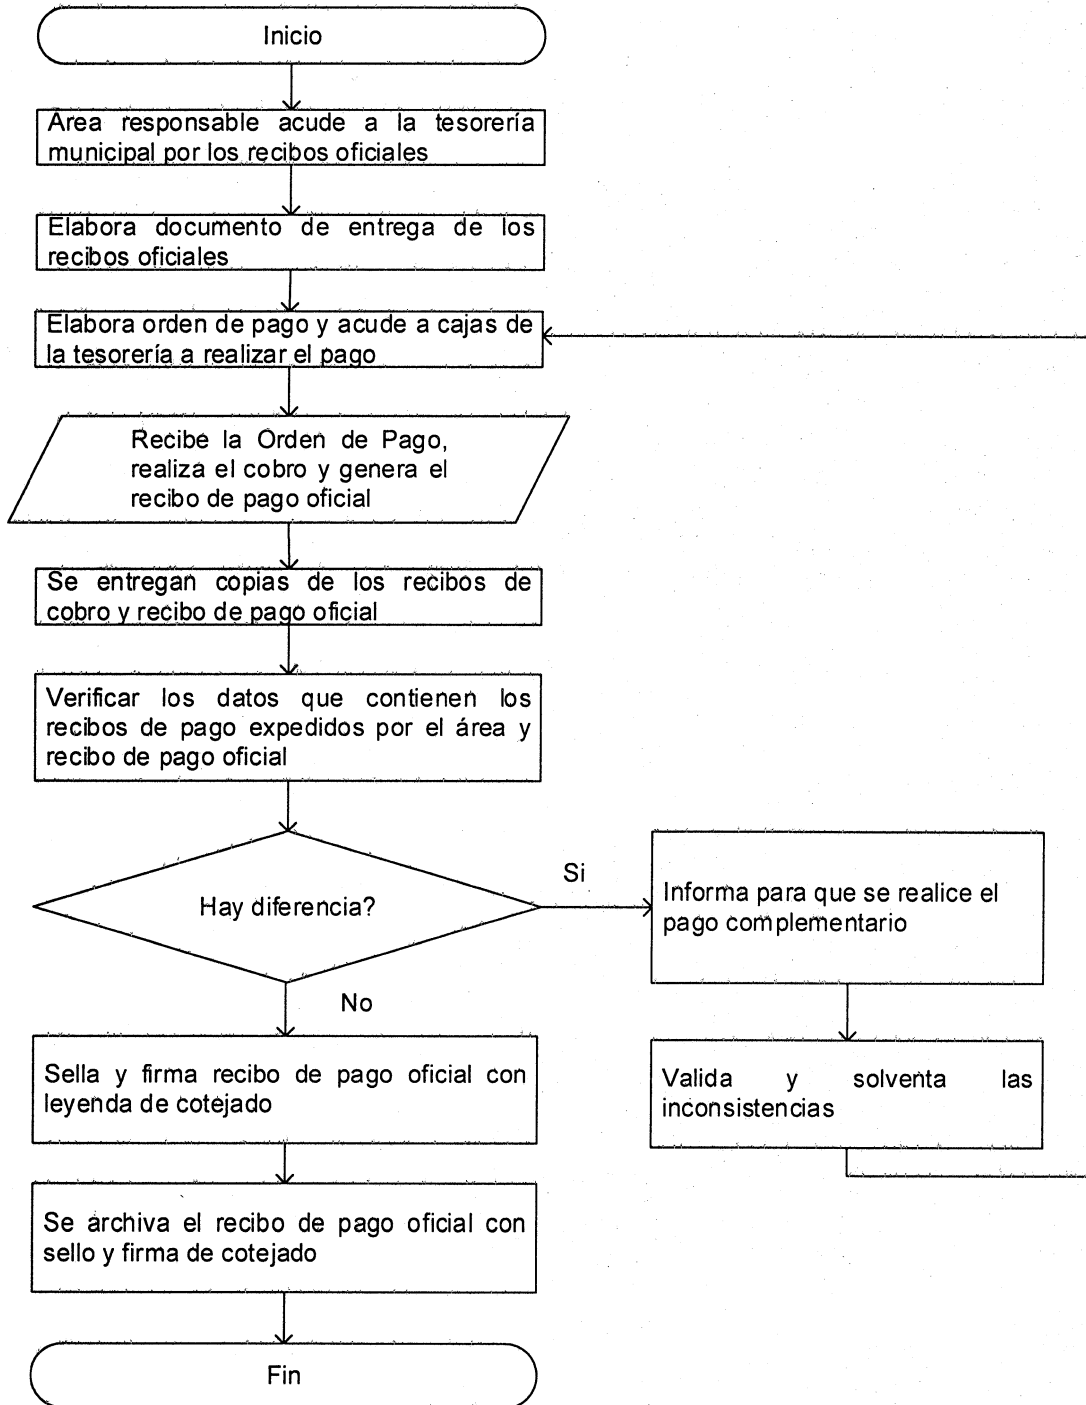 Inicio
Area responsable acude a la tesorería
municipal por los recibos oficiales
Elabora documento de entrega de los
recibos oficiales
Elabora orden de pago y acude a cajas de
la tesorería a realizar el pago
Recibe la Orden de Pago,
realiza el cobro y genera el
recibo de pago oficial
Se entregan copias de los recibos de
cobro y recibo de pago oficial
Verificar los datos que contienen los
recibos de pago expedidos por el área y
recibo de pago oficial
Hay diferencia?
Si
Informa para que se realice el
pago complementario
No
Valida y solventa las
inconsistencias
Sella y firma recibo de pago oficial con
leyenda de cotejado
Se archiva el recibo de pago oficial con
sello y firma de cotejado
Fin